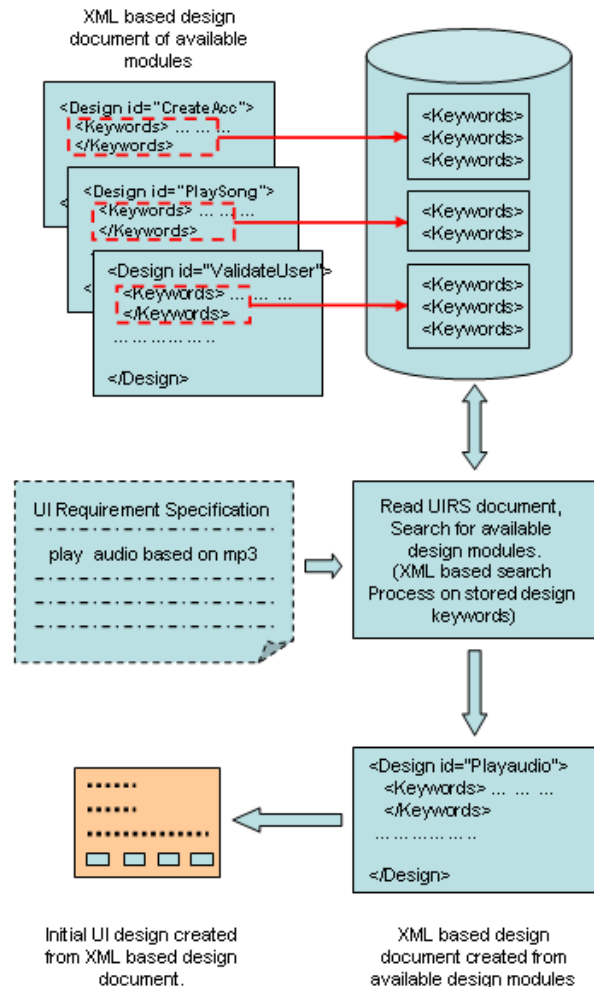 XML based design
document of available
modules
<Design id="CreateAcc">
<Keywords> ... ... ...
</Keywords>
<Design id="PlaySong">
<Keywords> ... ... ...
</Keywords>
<Design id="ValidateUser">
<Keywords> ... ... ...
</Keywords>
... ... ... ... ... ..
</Design>
<Keywords>
<Keywords>
<Keywords>
<Keywords>
<Keywords>
<Keywords>
<Keywords>
<Keywords>
UI Requirement Specification
play audio based on mp3
Read UIRS document,
Search for available
design modules.
(XML based search
Process on stored design
keywords)
<Design id="Playaudio">
<Keywords> ... ... ...
</Keywords>
... ... ... ... ... ..
</Design>
Initial UI design created
from XML based design
document.
XML based design
document created from
available design modules